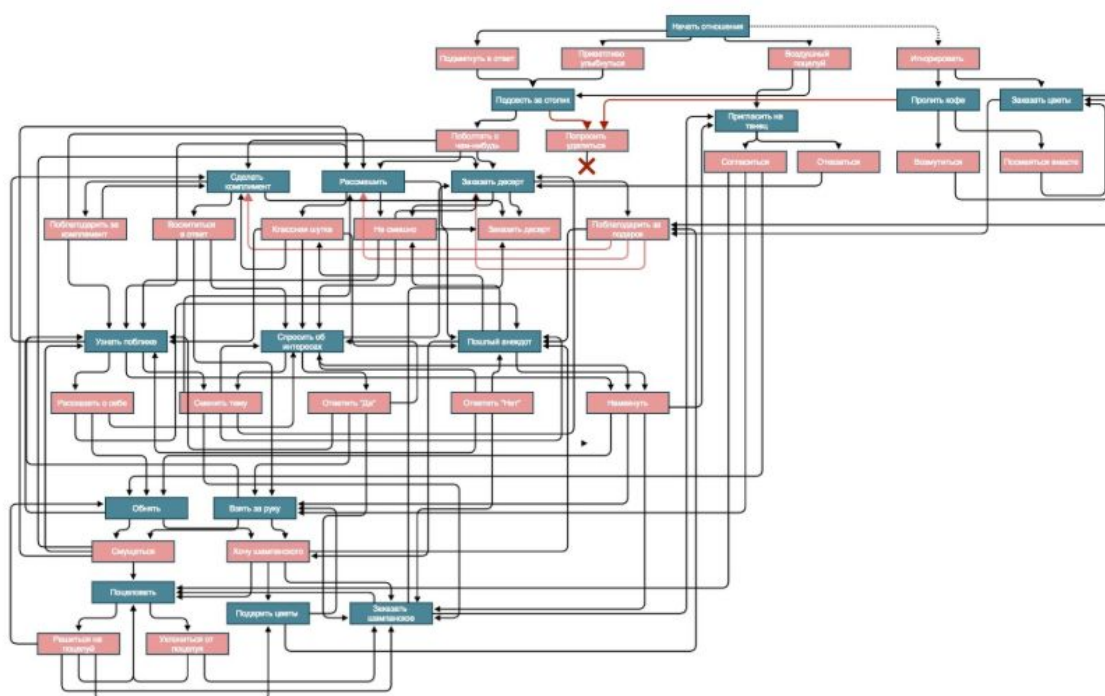 Начать отношения
Подмигнуть в ответ
Приветливо
улыбнуться
Воздушный
поцелуй
Игнорировать
Подсесть за столик
Пролить кофе
Заказать цветы
Пригласить на
танец
Поболтать о
чем-нибудь
Попросить
удалиться
Согласиться
Отказаться
Возмутиться
Посмеяться вместе
Сделать
комплимент
Рассмешить
Заказать десерт
Поблагодарить за
комплимент
Восхититься
в ответ
Классная шутка
Не смешно
Заказать десерт
Поблагодарить за
подарок
Узнать поближе
Спросить об
интересах
Пошлый анекдот
Рассказать о себе
Сменить тему
Ответить "Да"
Ответить "Нет"
Намекнуть
Обнять
Взять за руку
Смущаться
Хочу шампанского
Поцеловать
Подарить цветы
Заказать
шампанское
Решиться на
поцелуй
Уклониться от
поцелуя